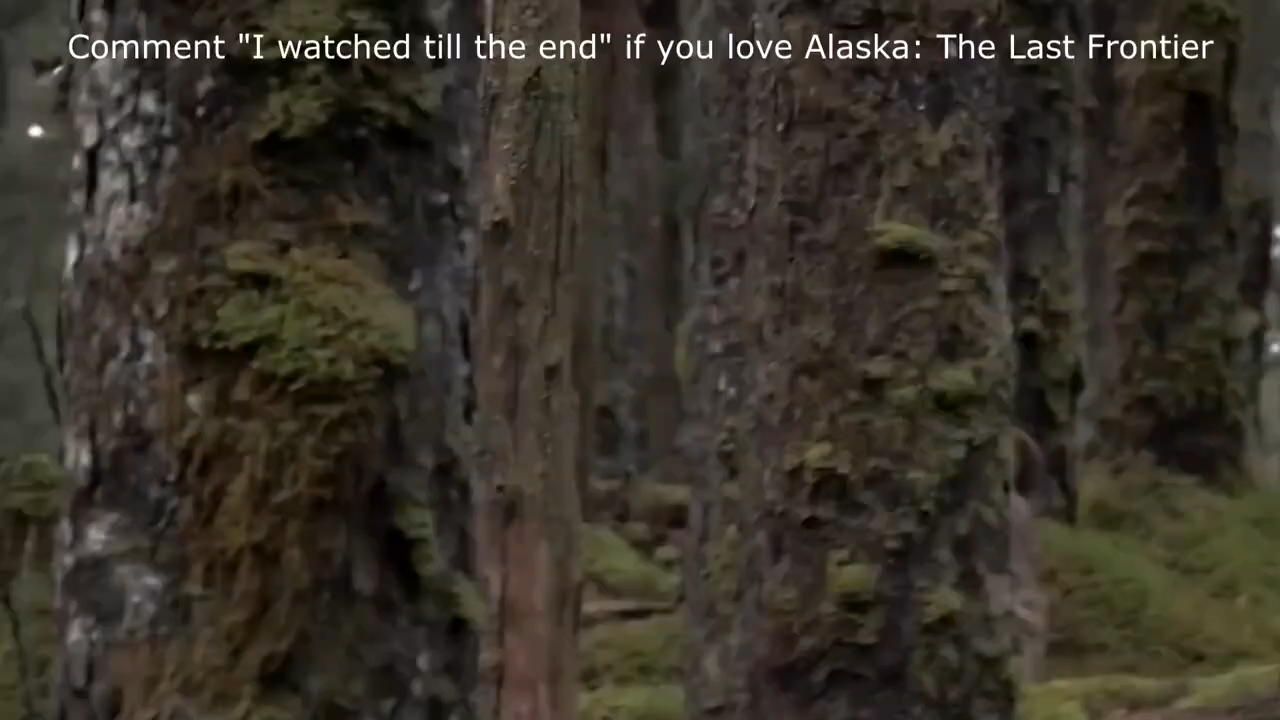 Comment "I watched till the end" if you love Alaska: The Last Frontier